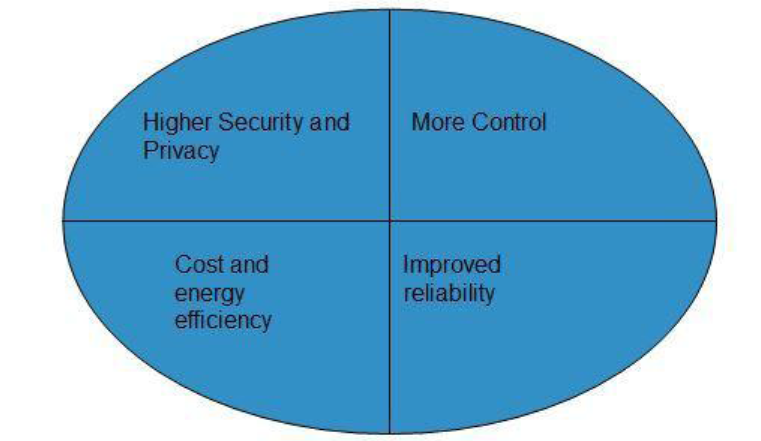 Higher Security and
Privacy
More Control
Cost and
energy
efficiency
Improved
reliability